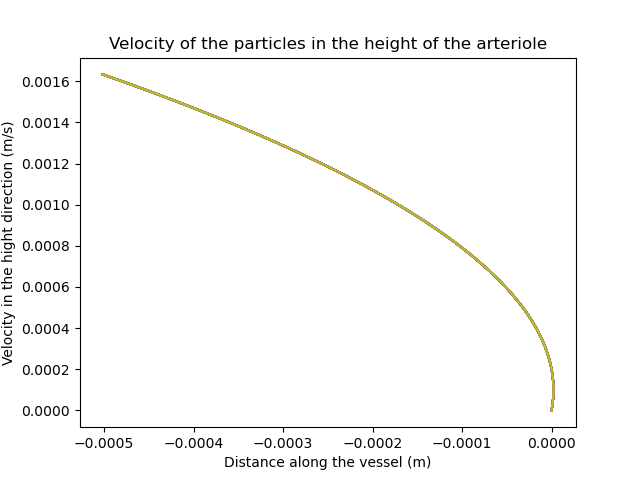 Velocity of the particles in the height of the arteriole
Velocity in the hight direction (m/s)
0.0016
0.0014
0.0012
0.0010
0.0008
0.0006
0.0004
0.0002
0.0000
−0.0005 −0.0004 −0.0003 −0.0002 −0.0001 0.0000
Distance along the vessel (m)